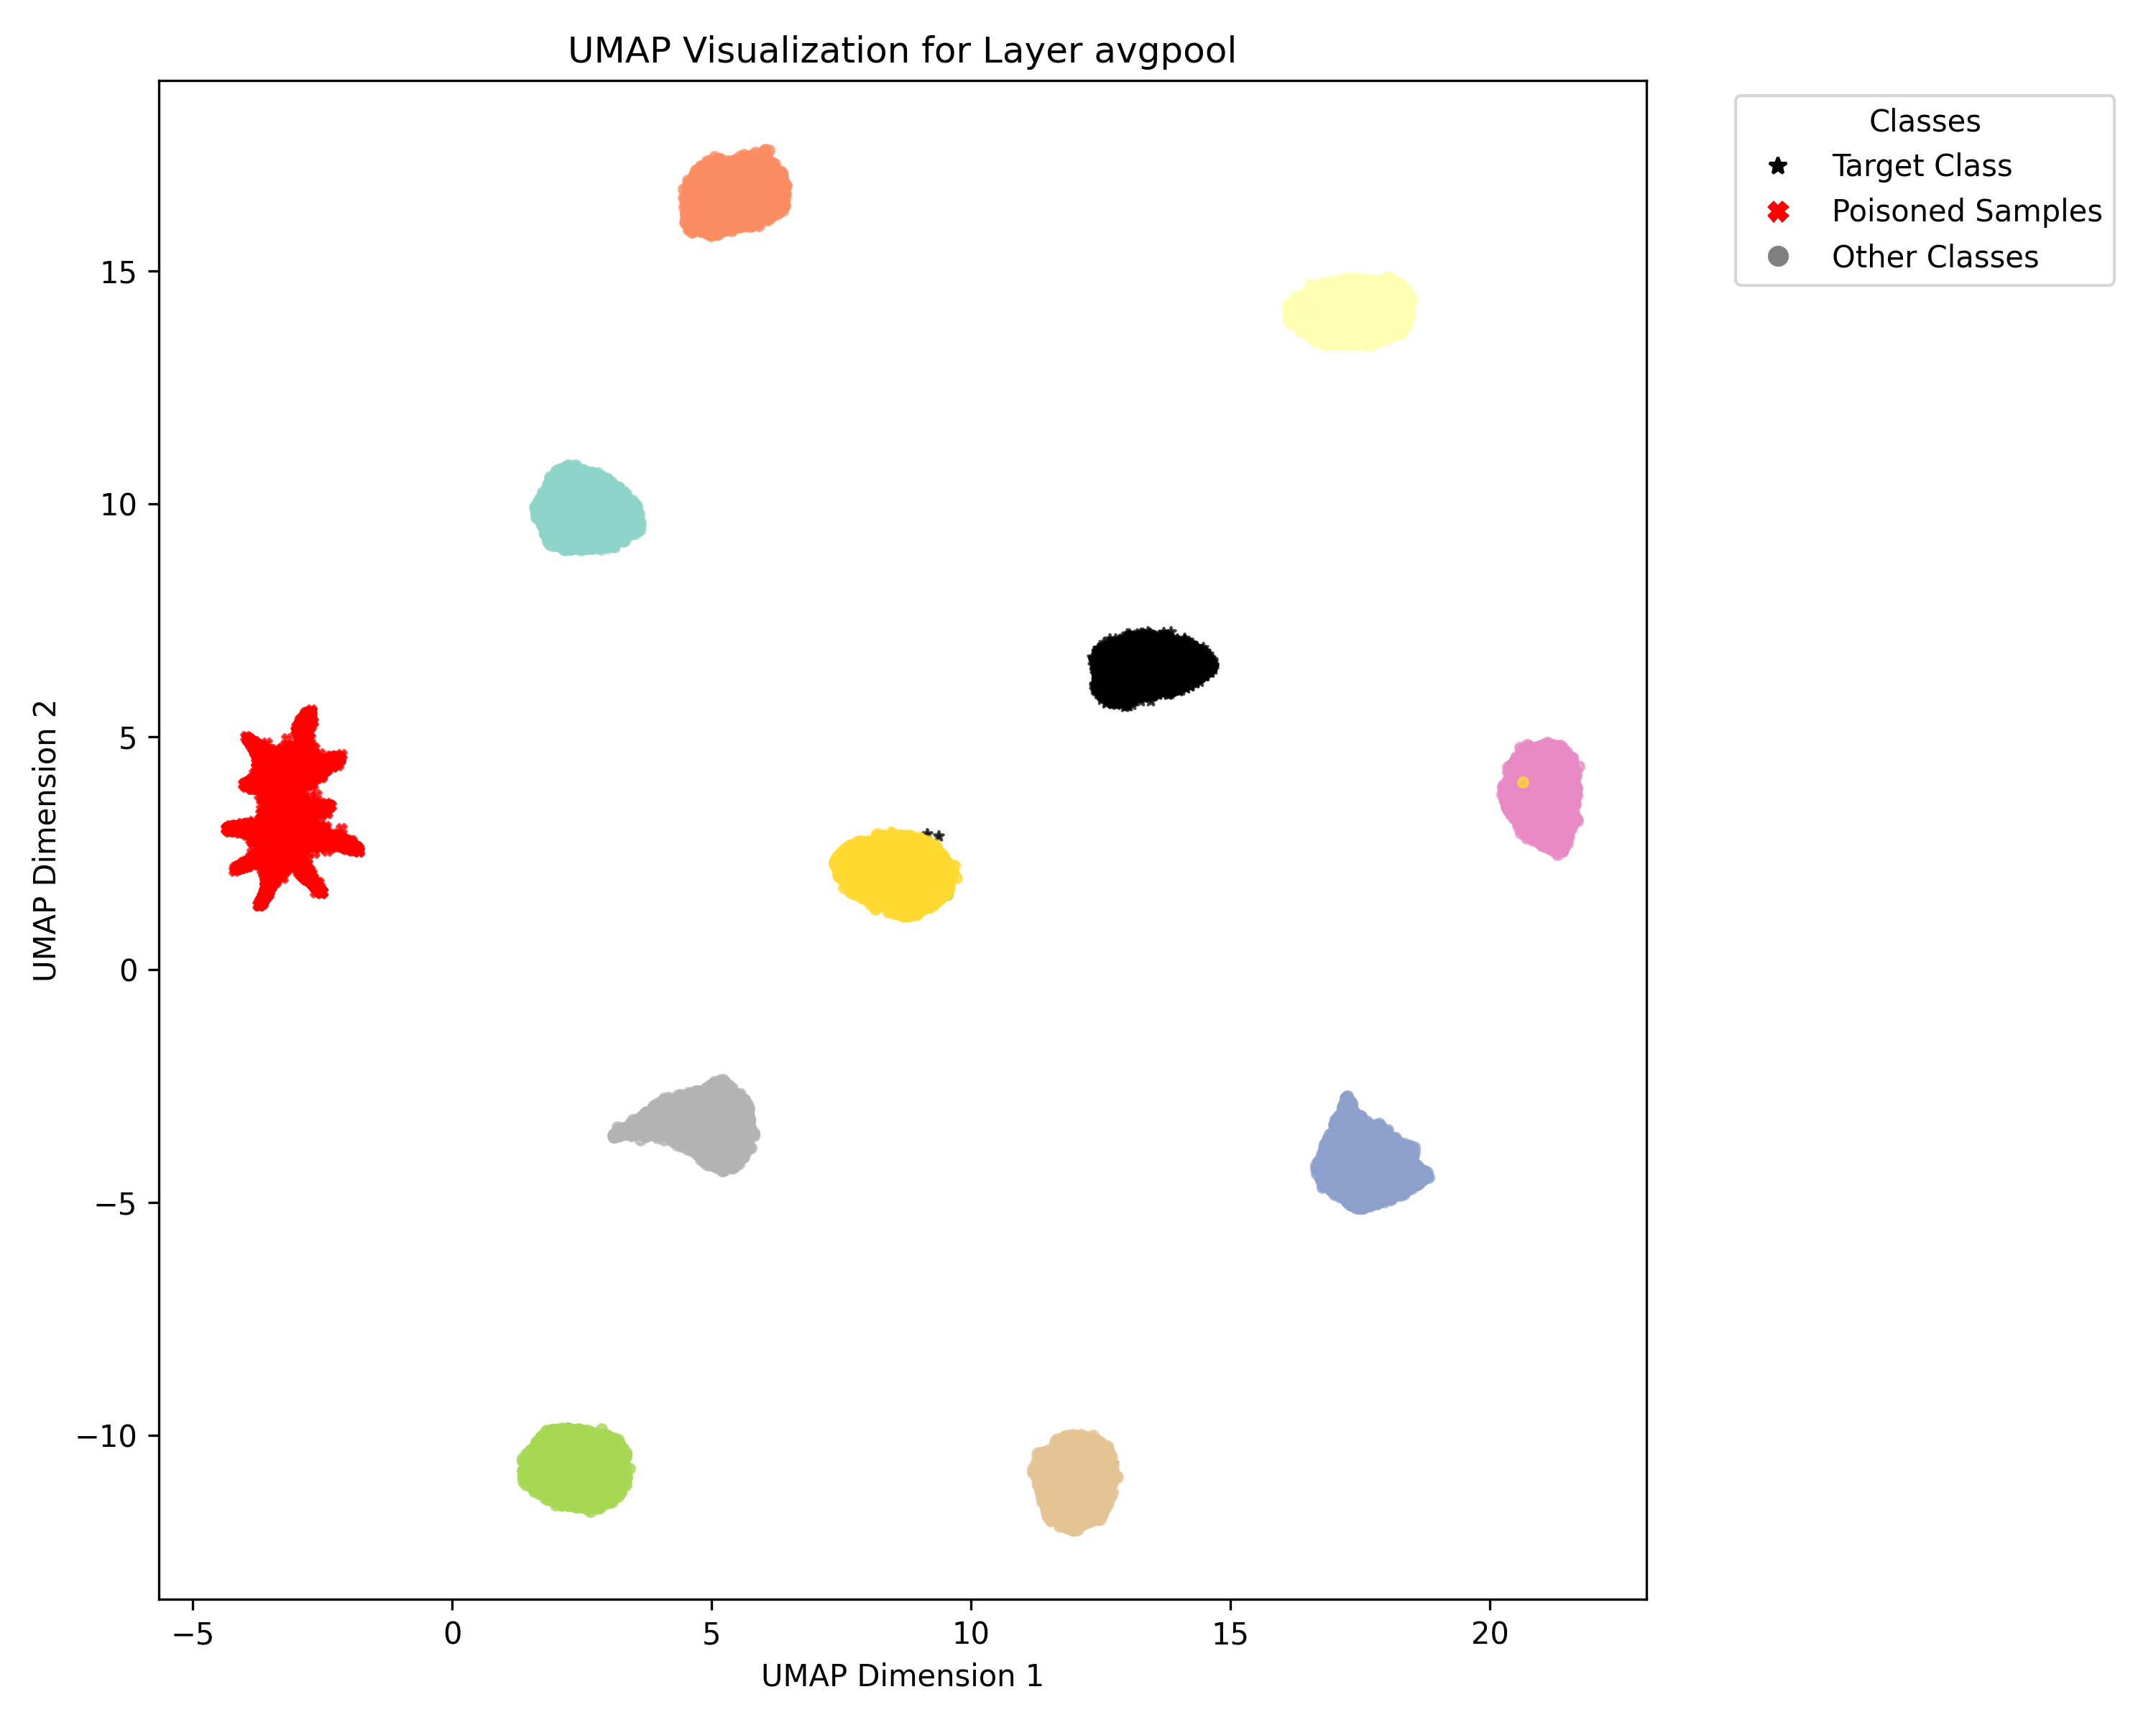 UMAP Visualization for Layer avgpool
Classes
Target Class
Poisoned Samples
Other Classes
UMAP Dimension 2
15
10
5
0
−5
−10
−5
0
5
10
15
20
UMAP Dimension 1